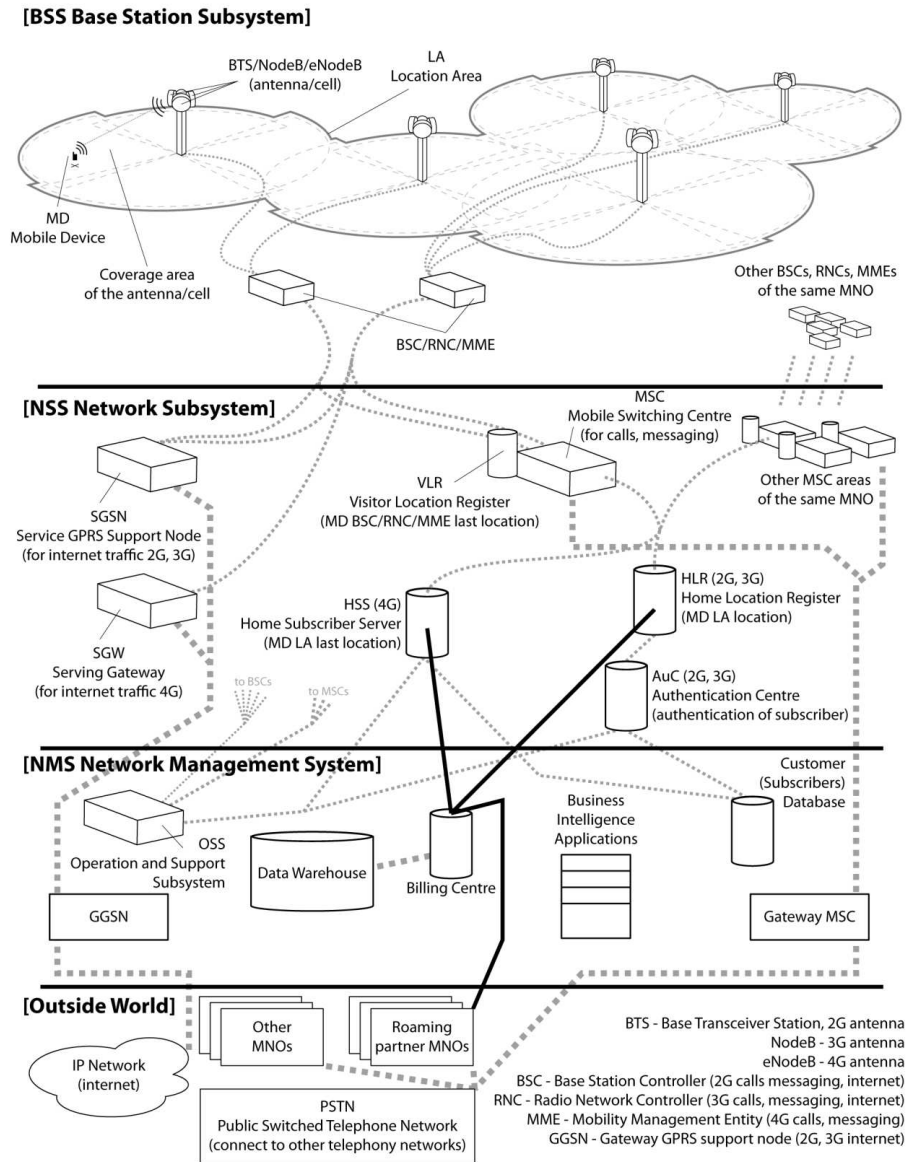 [BSS Base Station Subsystem]
BTS/NodeB/eNodeB
(antenna/cell)
LA
Location Area
MD
Mobile Device
Coverage area
of the antenna/cell
BSC/RNC/MME
Other BSCs, RNCs, MMEs
of the same MNO
[NSS Network Subsystem]
MSC
Mobile Switching Centre
(for calls, messaging)
VLR
Visitor Location Register
(MD BSC/RNC/MME last location)
Other MSC areas
of the same MNO
SGSN
Service GPRS Support Node
(for internet traffic 2G, 3G)
HSS (4G)
Home Subscriber Server
(MD LA last location)
HLR (2G, 3G)
Home Location Register
(MD LA location)
SGW
Serving Gateway
(for internet traffic 4G)
to BSCs
to MSCs
AuC (2G, 3G)
Authentication Centre
(authentication of subscriber)
[NMS Network Management System]
Customer
(Subscribers)
Database
OSS
Operation and Support
Subsystem
Data Warehouse
Billing Centre
Business
Intelligence
Applications
GGSN
Gateway MSC
[Outside World]
IP Network
(internet)
Other
MNOs
Roaming
partner MNOs
PSTN
Public Switched Telephone Network
(connect to other telephony networks)
BTS - Base Transceiver Station, 2G antenna
NodeB - 3G antenna
eNodeB - 4G antenna
BSC - Base Station Controller (2G calls messaging, internet)
RNC - Radio Network Controller (3G calls, messaging, internet)
MME - Mobility Management Entity (4G calls, messaging)
GGSN - Gateway GPRS support node (2G, 3G internet)